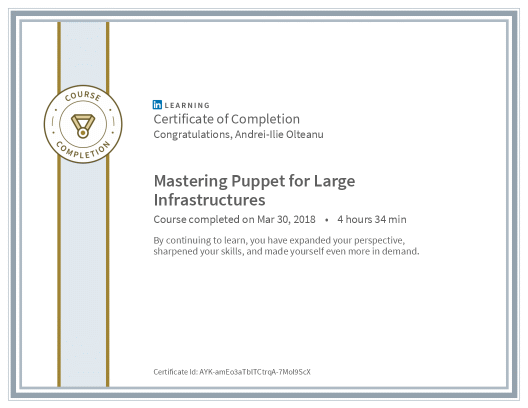 COURSE
COMPLETION
in LEARNING
Certificate of Completion
Congratulations, Andrei-Ilie Olteanu
Mastering Puppet for Large
Infrastructures
Course completed on Mar 30, 2018 • 4 hours 34 min
By continuing to learn, you have expanded your perspective,
sharpened your skills, and made yourself even more in demand.
Certificate Id: AYK-amEo3aTblTCtrqA-7Mol95cX